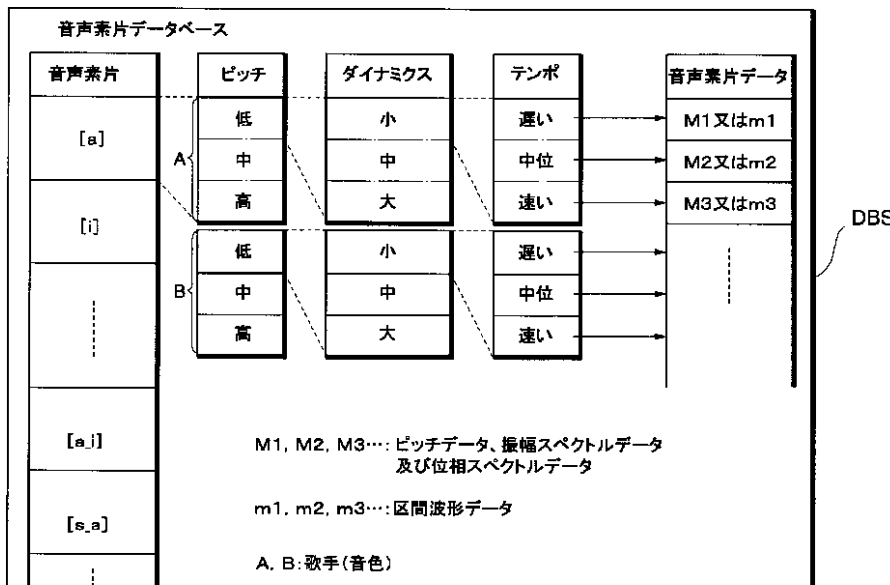 音声素片データベース
音声素片 ピッチ ダイナミクス テンポ 音声素片データ
低 小 遅い M1又はm1
[a] A 中 中 中位 M2又はm2
高 大 速い M3又はm3
[i] DBS
低 小 遅い
B 中 中 中位
高 大 速い
[a_i] M1, M2, M3…: ピッチデータ、振幅スペクトルデータ
及び位相スペクトルデータ
[s_a] m1, m2, m3…: 区間波形データ
A, B: 歌手(音色)